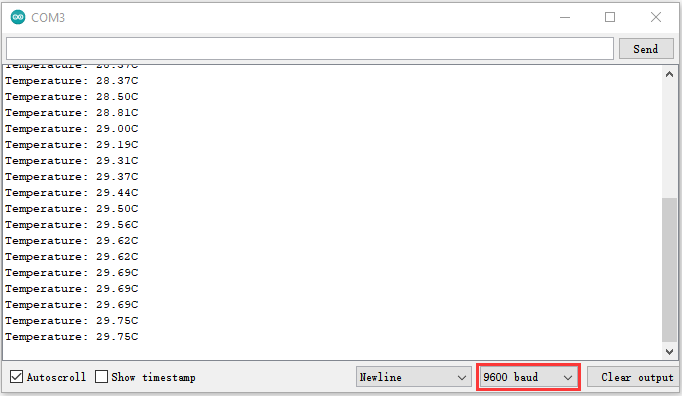 COM3
Send
Temperature: 28.37C
Temperature: 28.50C
Temperature: 28.81C
Temperature: 29.00C
Temperature: 29.19C
Temperature: 29.31C
Temperature: 29.37C
Temperature: 29.44C
Temperature: 29.50C
Temperature: 29.56C
Temperature: 29.62C
Temperature: 29.62C
Temperature: 29.69C
Temperature: 29.69C
Temperature: 29.69C
Temperature: 29.75C
Temperature: 29.75C
Autoscroll Show timestamp Newline 9600 baud Clear output